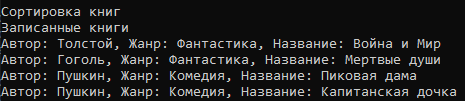 Сортировка книг
Записанные книги
Автор: Толстой, Жанр: Фантастика, Название: Война и Мир
Автор: Гоголь, Жанр: Фантастика, Название: Мертвые души
Автор: Пушкин, Жанр: Комедия, Название: Пиковая дама
Автор: Пушкин, Жанр: Комедия, Название: Капитанская дочка